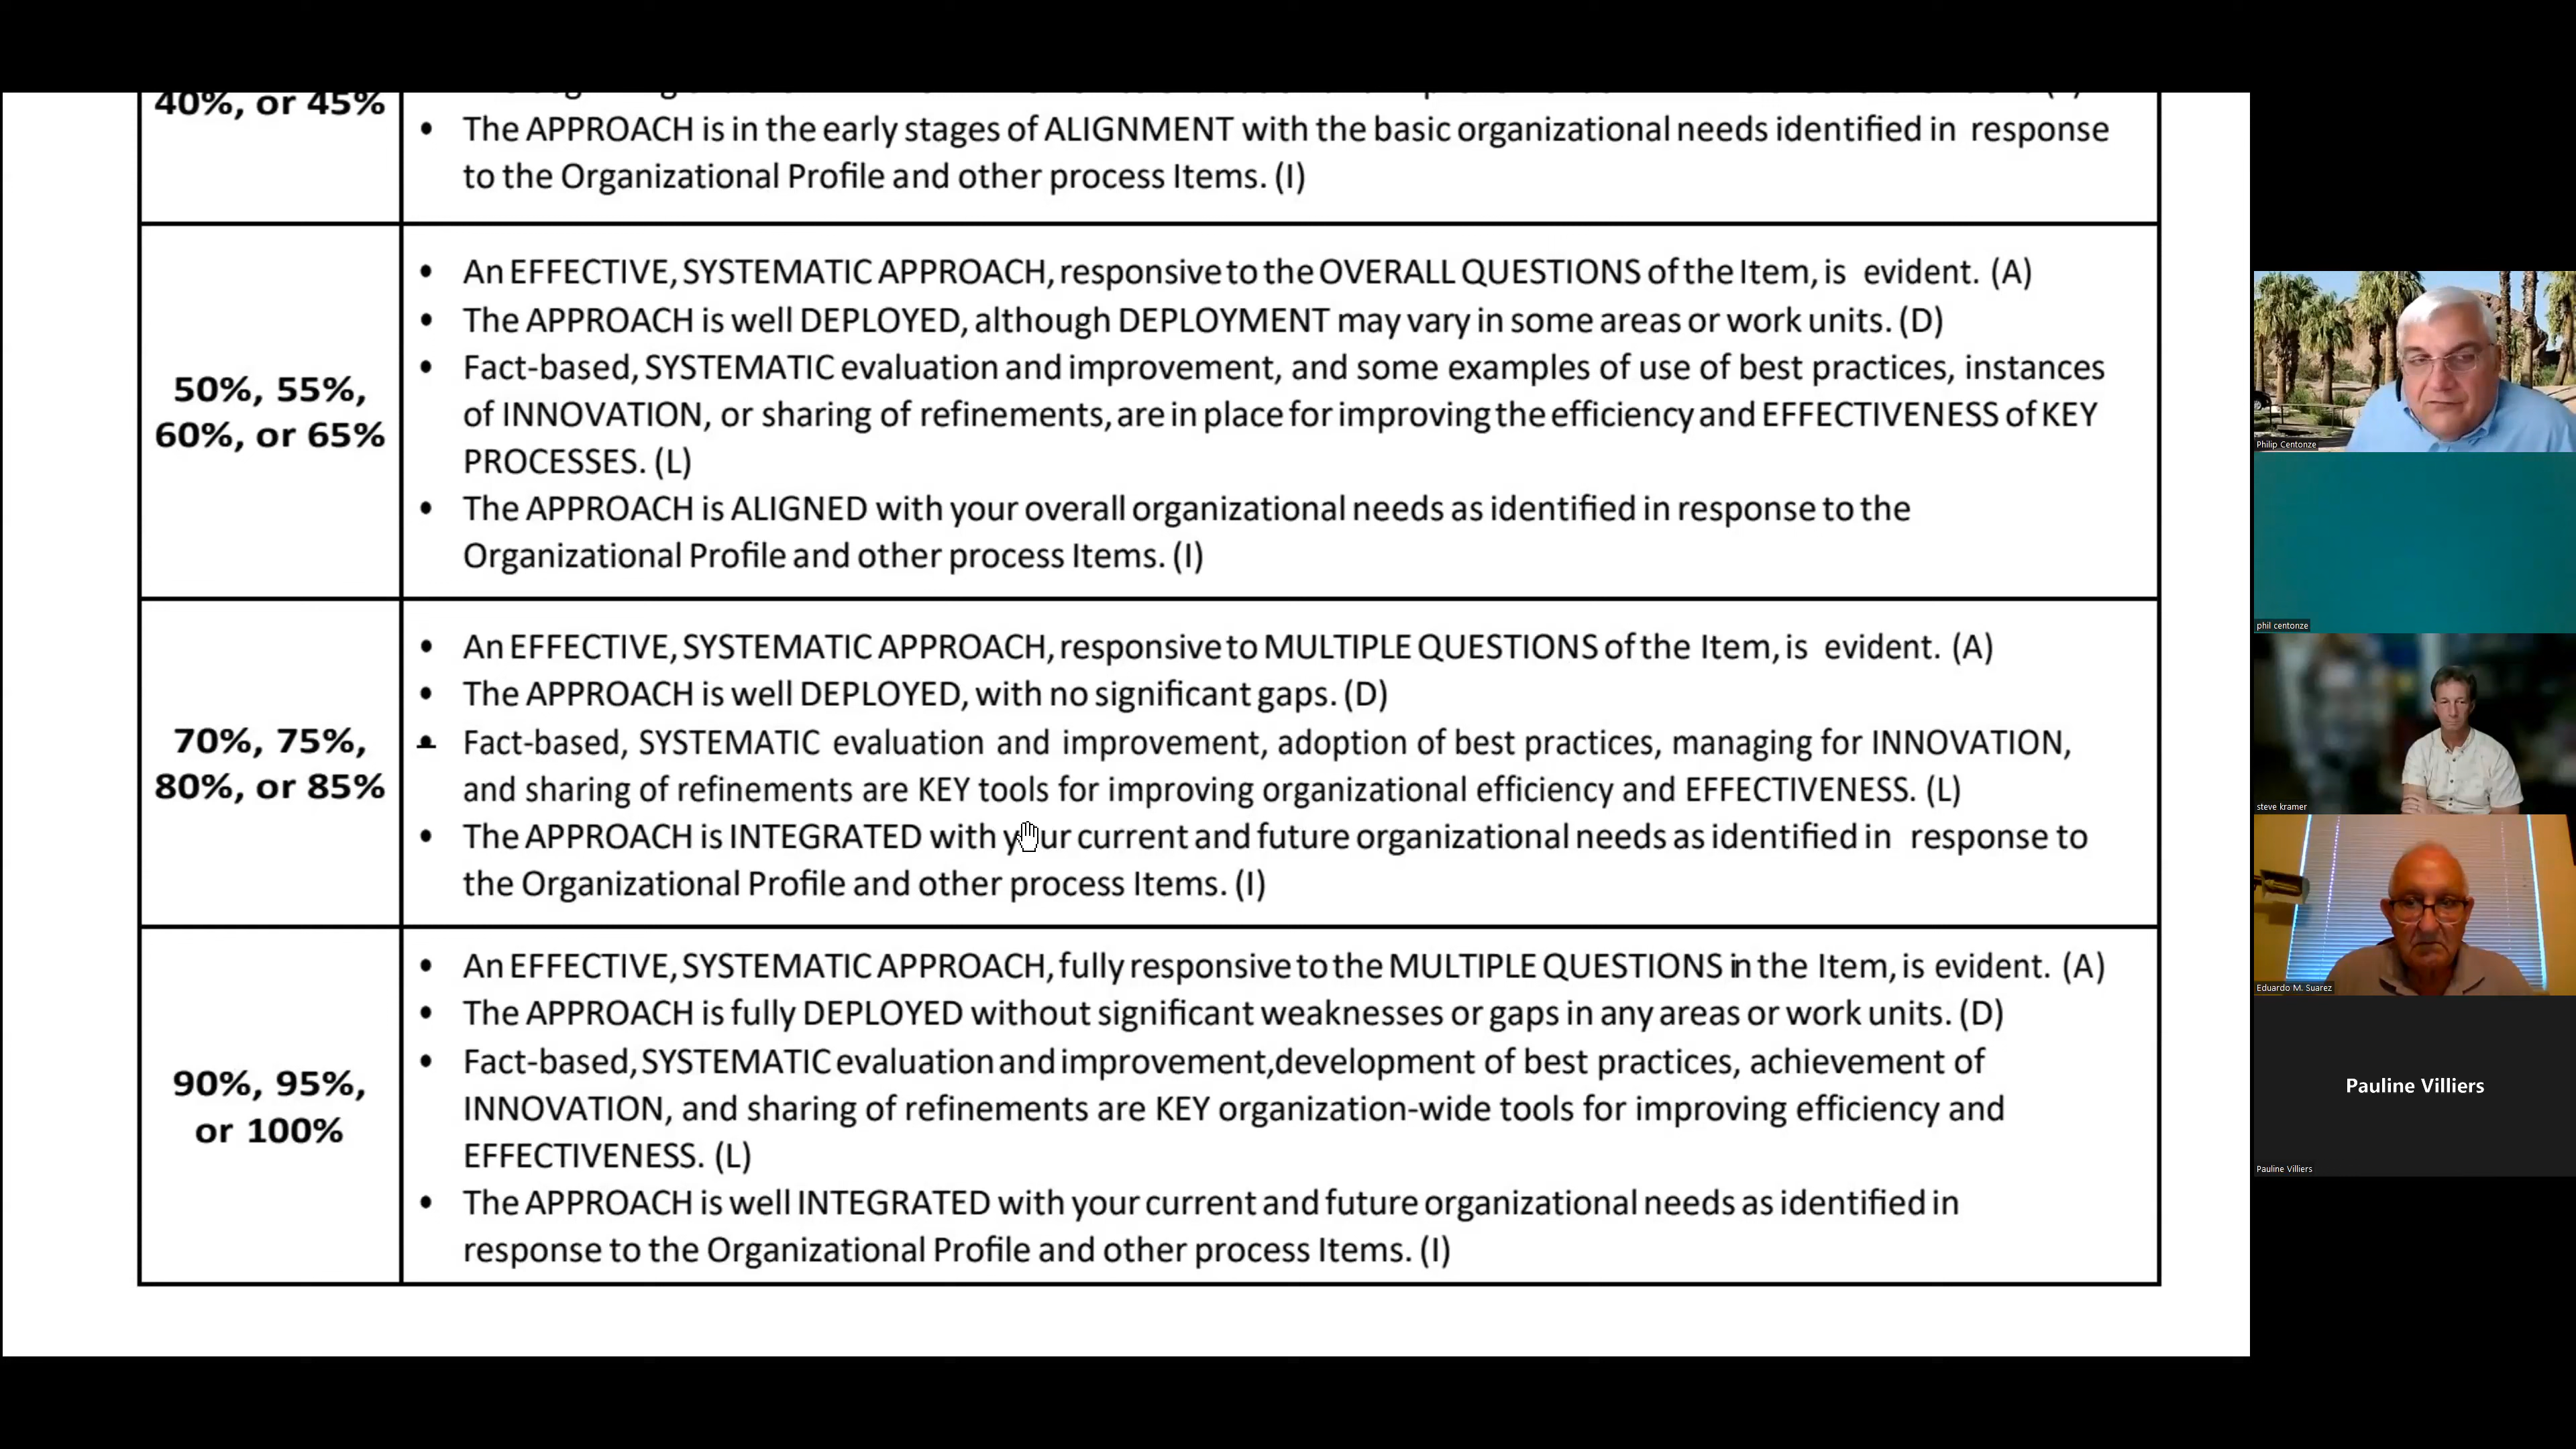 40%, or 45%
• The APPROACH is in the early stages of ALIGNMENT with the basic organizational needs identified in response
to the Organizational Profile and other process Items. (I)
50%, 55%,
60%, or 65%
• An EFFECTIVE, SYSTEMATIC APPROACH, responsive to the OVERALL QUESTIONS of the Item, is evident. (A)
• The APPROACH is well DEPLOYED, although DEPLOYMENT may vary in some areas or work units. (D)
• Fact-based, SYSTEMATIC evaluation and improvement, and some examples of use of best practices, instances
of INNOVATION, or sharing of refinements, are in place for improving the efficiency and EFFECTIVENESS of KEY
PROCESSES. (L)
• The APPROACH is ALIGNED with your overall organizational needs as identified in response to the
Organizational Profile and other process Items. (I)
70%, 75%,
80%, or 85%
• An EFFECTIVE, SYSTEMATIC APPROACH, responsive to MULTIPLE QUESTIONS of the Item, is evident. (A)
• The APPROACH is well DEPLOYED, with no significant gaps. (D)
• Fact-based, SYSTEMATIC evaluation and improvement, adoption of best practices, managing for INNOVATION,
and sharing of refinements are KEY tools for improving organizational efficiency and EFFECTIVENESS. (L)
• The APPROACH is INTEGRATED with your current and future organizational needs as identified in response to
the Organizational Profile and other process Items. (I)
90%, 95%,
or 100%
• An EFFECTIVE, SYSTEMATIC APPROACH, fully responsive to the MULTIPLE QUESTIONS in the Item, is evident. (A)
• The APPROACH is fully DEPLOYED without significant weaknesses or gaps in any areas or work units. (D)
• Fact-based, SYSTEMATIC evaluation and improvement, development of best practices, achievement of
INNOVATION, and sharing of refinements are KEY organization-wide tools for improving efficiency and
EFFECTIVENESS. (L)
• The APPROACH is well INTEGRATED with your current and future organizational needs as identified in
response to the Organizational Profile and other process Items. (I)
Philip Centonze
phil centonze
steve kramer
Eduardo M. Suarez
Pauline Villiers
Pauline Villiers